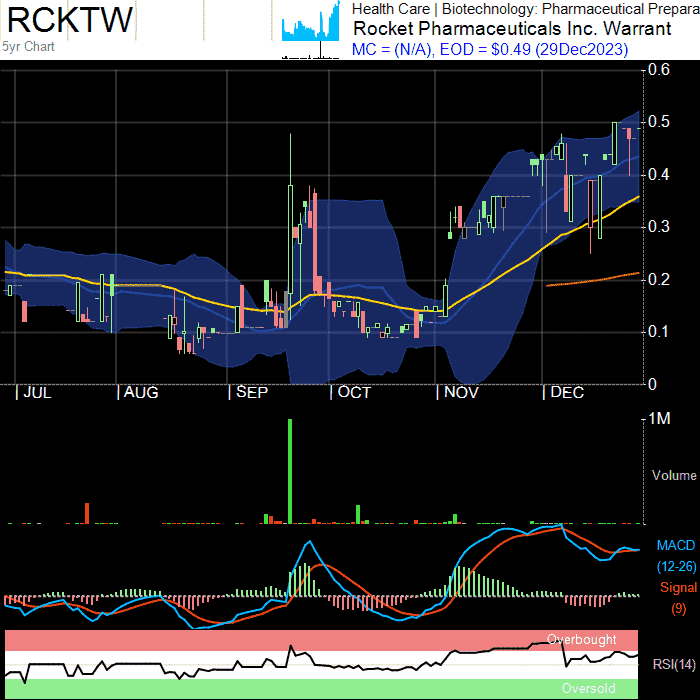 RCKTW
5yr Chart
Health Care | Biotechnology: Pharmaceutical Prepara
Rocket Pharmaceuticals Inc. Warrant
MC = (N/A), EOD = $0.49 (29Dec2023)
0.6
0.5
0.4
0.3
0.2
0.1
0
| JUL | AUG | SEP | OCT | NOV | DEC
1M
Volume
MACD
(12-26)
Signal
(9)
Overbought
RSI(14)
Oversold